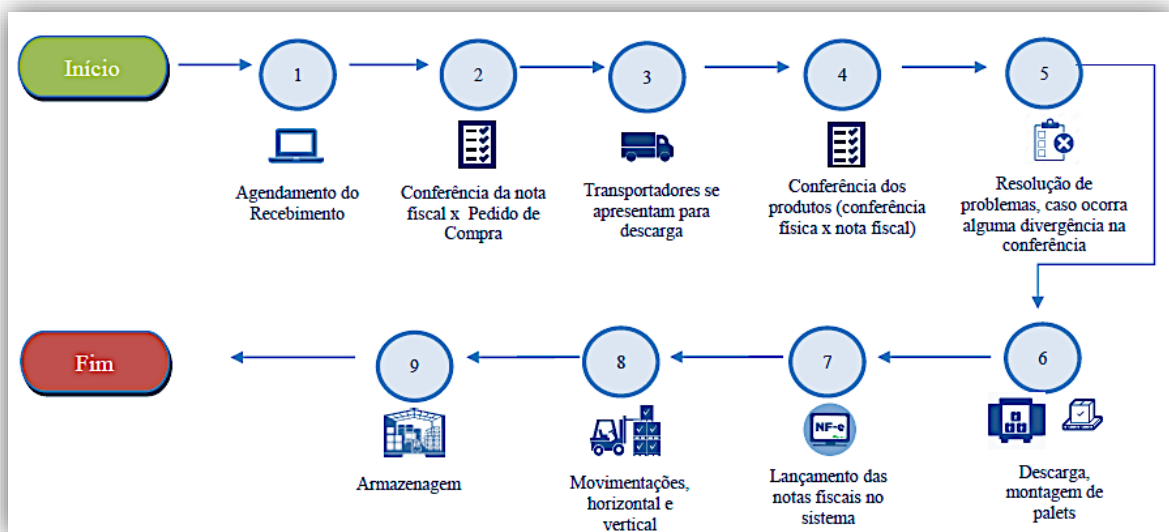 Início
1
2
3
4
5
Agendamento do
Recebimento
Conferência da nota
fiscal x Pedido de
Compra
Transportadores se
apresentam para
descarga
Conferência dos
produtos (conferência
física x nota fiscal)
Resolução de
problemas, caso ocorra
alguma divergência na
conferência
6
Descarga,
montagem de
palets
7
NF-e
Lançamento das
notas fiscais no
sistema
8
Movimentações,
horizontal e
vertical
9
Armazenagem
Fim